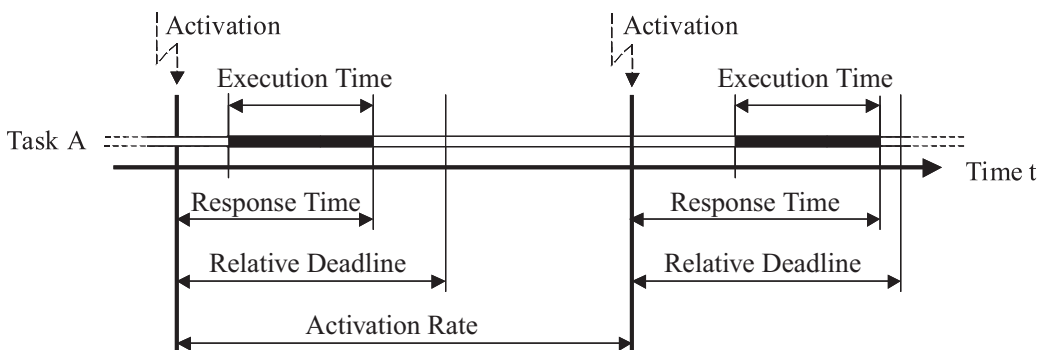 Activation
Activation
Execution Time
Execution Time
Task A
Time t
Response Time
Response Time
Relative Deadline
Relative Deadline
Activation Rate